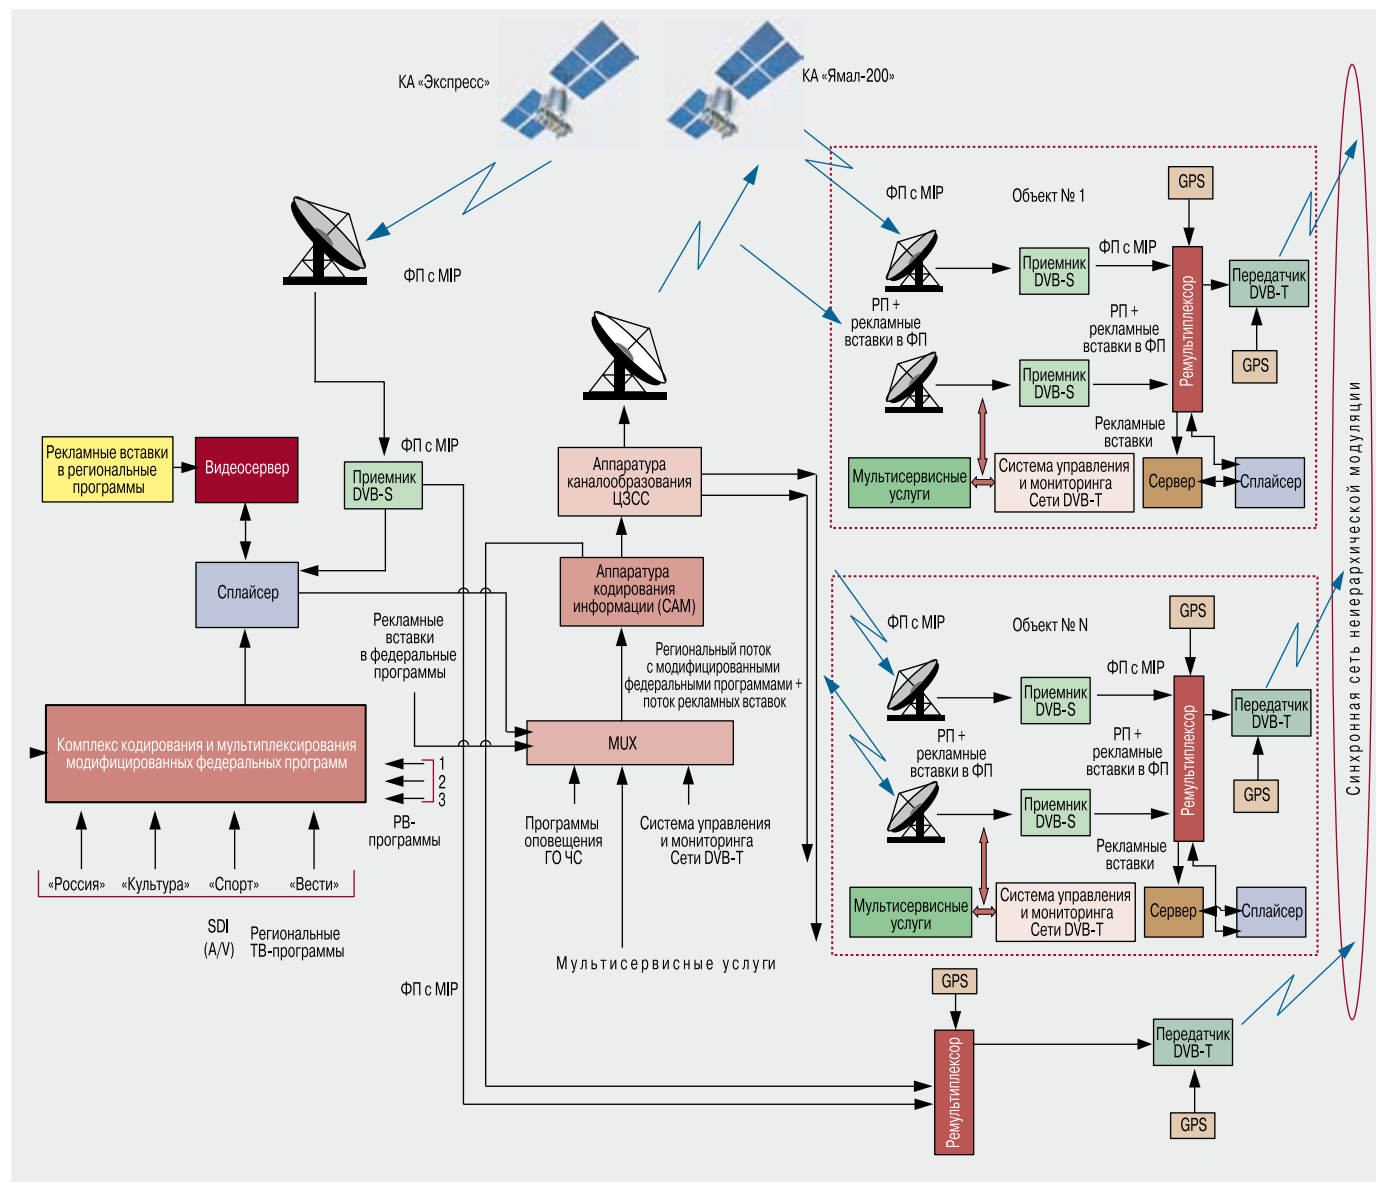 КА «Экспресс»
КА «Ямал-200»
ФП с MIP
ФП с MIP
Объект № 1
GPS
ФП с MIP
Приемник
DVB-S
Ремультиплексор
Передатчик
DVB-T
GPS
РП +
рекламные
вставки в ФП
РП +
рекламные
вставки в ФП
Приемник
DVB-S
Рекламные
вставки
Мультисервисные
услуги
Система управления
и мониторинга
Сети DVB-T
Сервер
Сплайсер
Синхронная сеть неиерархической модуляции
Рекламные вставки
в региональные
программы
Видеосервер
ФП с MIP
Приемник
DVB-S
Сплайсер
Аппаратура
каналообразования
ЦЗСС
Аппаратура
кодирования
информации (САМ)
Рекламные
вставки
в федеральные
программы
Региональный поток
с модифицированными
федеральными программами +
поток рекламных вставок
MUX
Комплекс кодирования и мультиплексирования
модифицированных федеральных программ
1
2
3
РВ-
программы
Программы
оповещения
ГО ЧС
Система управления
и мониторинга
Сети DVB-T
«Россия»
«Культура»
«Спорт»
«Вести»
SDI
(A/V)
Региональные
ТВ-программы
Мультисервисные услуги
ФП с MIP
ФП с MIP
Объект № N
GPS
ФП с MIP
Приемник
DVB-S
Ремультиплексор
Передатчик
DVB-T
GPS
РП +
рекламные
вставки в ФП
РП +
рекламные
вставки в ФП
Приемник
DVB-S
Рекламные
вставки
Мультисервисные
услуги
Система управления
и мониторинга
Сети DVB-T
Сервер
Сплайсер
GPS
Ремультиплексор
Передатчик
DVB-T
GPS